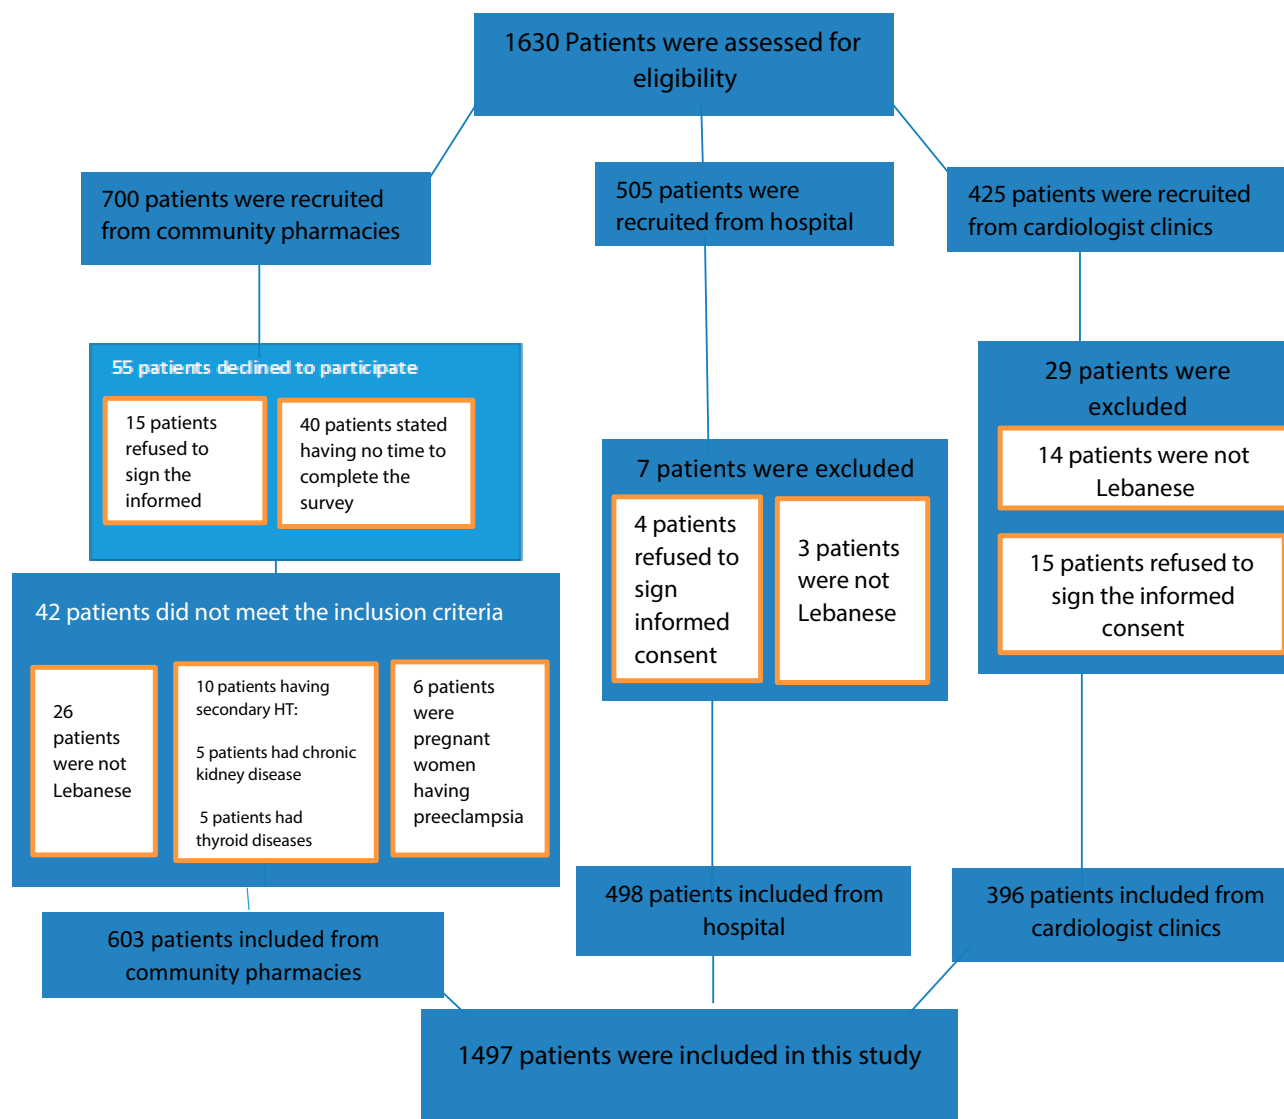 1630 Patients were assessed for
eligibility
700 patients were recruited
from community pharmacies
505 patients were
recruited from hospital
425 patients were recruited
from cardiologist clinics
55 patients declined to participate
15 patients
refused to
sign the
informed
40 patients stated
having no time to
complete the
survey
42 patients did not meet the inclusion criteria
26
patients
were not
Lebanese
10 patients having
secondary HT:
5 patients had chronic
kidney disease
5 patients had
thyroid diseases
6 patients
were
pregnant
women
having
preeclampsia
7 patients were excluded
4 patients
refused to
sign
informed
consent
3 patients
were not
Lebanese
29 patients were
excluded
14 patients were not
Lebanese
15 patients refused to
sign the informed
consent
603 patients included from
community pharmacies
498 patients included from
hospital
396 patients included from
cardiologist clinics
1497 patients were included in this study